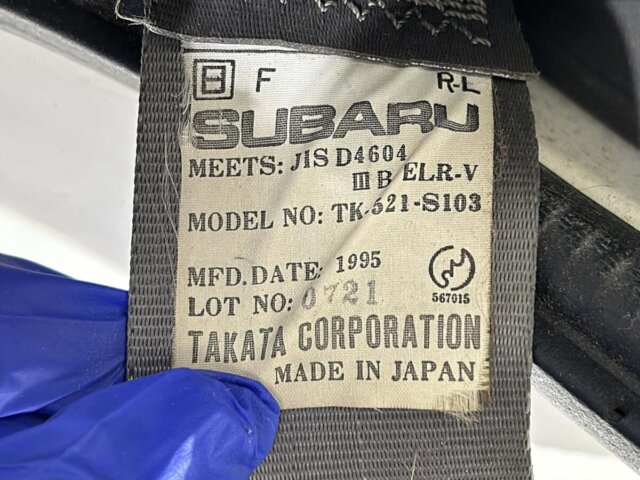 日 F R-L
SUBARU
MEETS: JIS D4604
III B ELR-V
MODEL NO: TK-521-S103
MFD.DATE: 1995
LOT NO: 0721
567015
TAKATA CORPORATION
MADE IN JAPAN